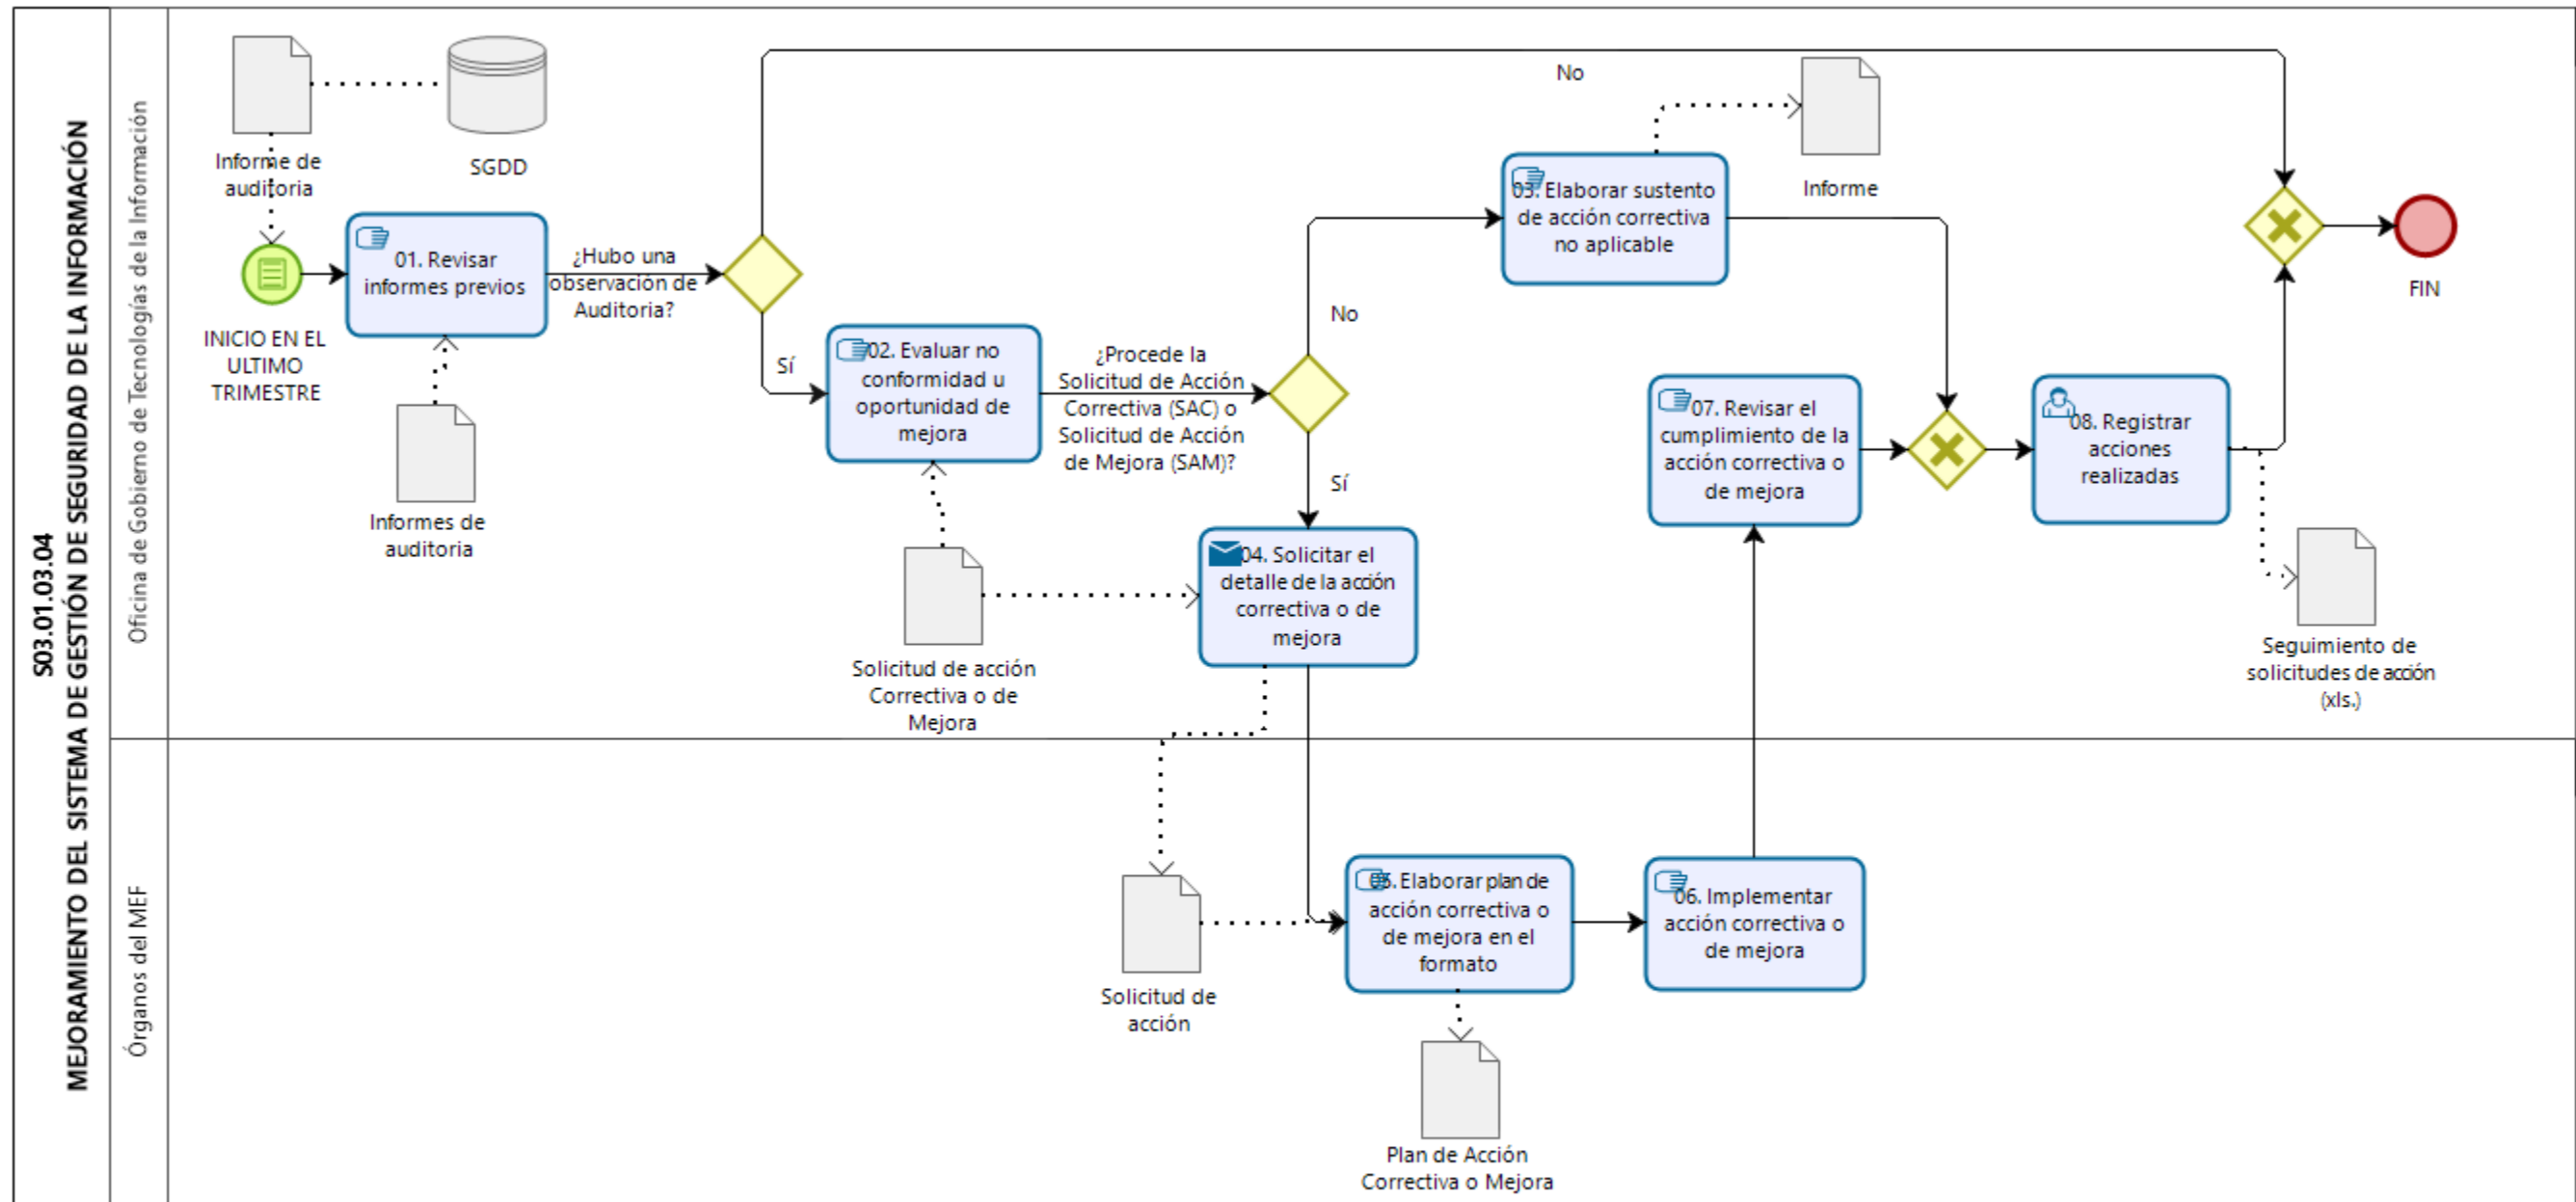 S03.01.03.04
MEJORAMIENTO DEL SISTEMA DE GESTIÓN DE SEGURIDAD DE LA INFORMACIÓN
Oficina de Gobierno de Tecnologías de la Información
Informe de
auditoria
SGDD
INICIO EN EL
ULTIMO
TRIMESTRE
01. Revisar
informes previos
Informes de
auditoria
¿Hubo una
observación de
Auditoria?
No
Sí
02. Evaluar no
conformidad u
oportunidad de
mejora
Solicitud de acción
Correctiva o de
Mejora
¿Procede la
Solicitud de Acción
Correctiva (SAC) o
Solicitud de Acción
de Mejora (SAM)?
No
Sí
03. Elaborar sustento
de acción correctiva
no aplicable
Informe
04. Solicitar el
detalle de la acción
correctiva o de
mejora
07. Revisar el
cumplimiento de la
acción correctiva o
de mejora
08. Registrar
acciones
realizadas
Seguimiento de
solicitudes de acción
(xls.)
FIN
Órganos del MEF
Solicitud de
acción
05. Elaborar plan de
acción correctiva o
de mejora en el
formato
Plan de Acción
Correctiva o Mejora
06. Implementar
acción correctiva o
de mejora